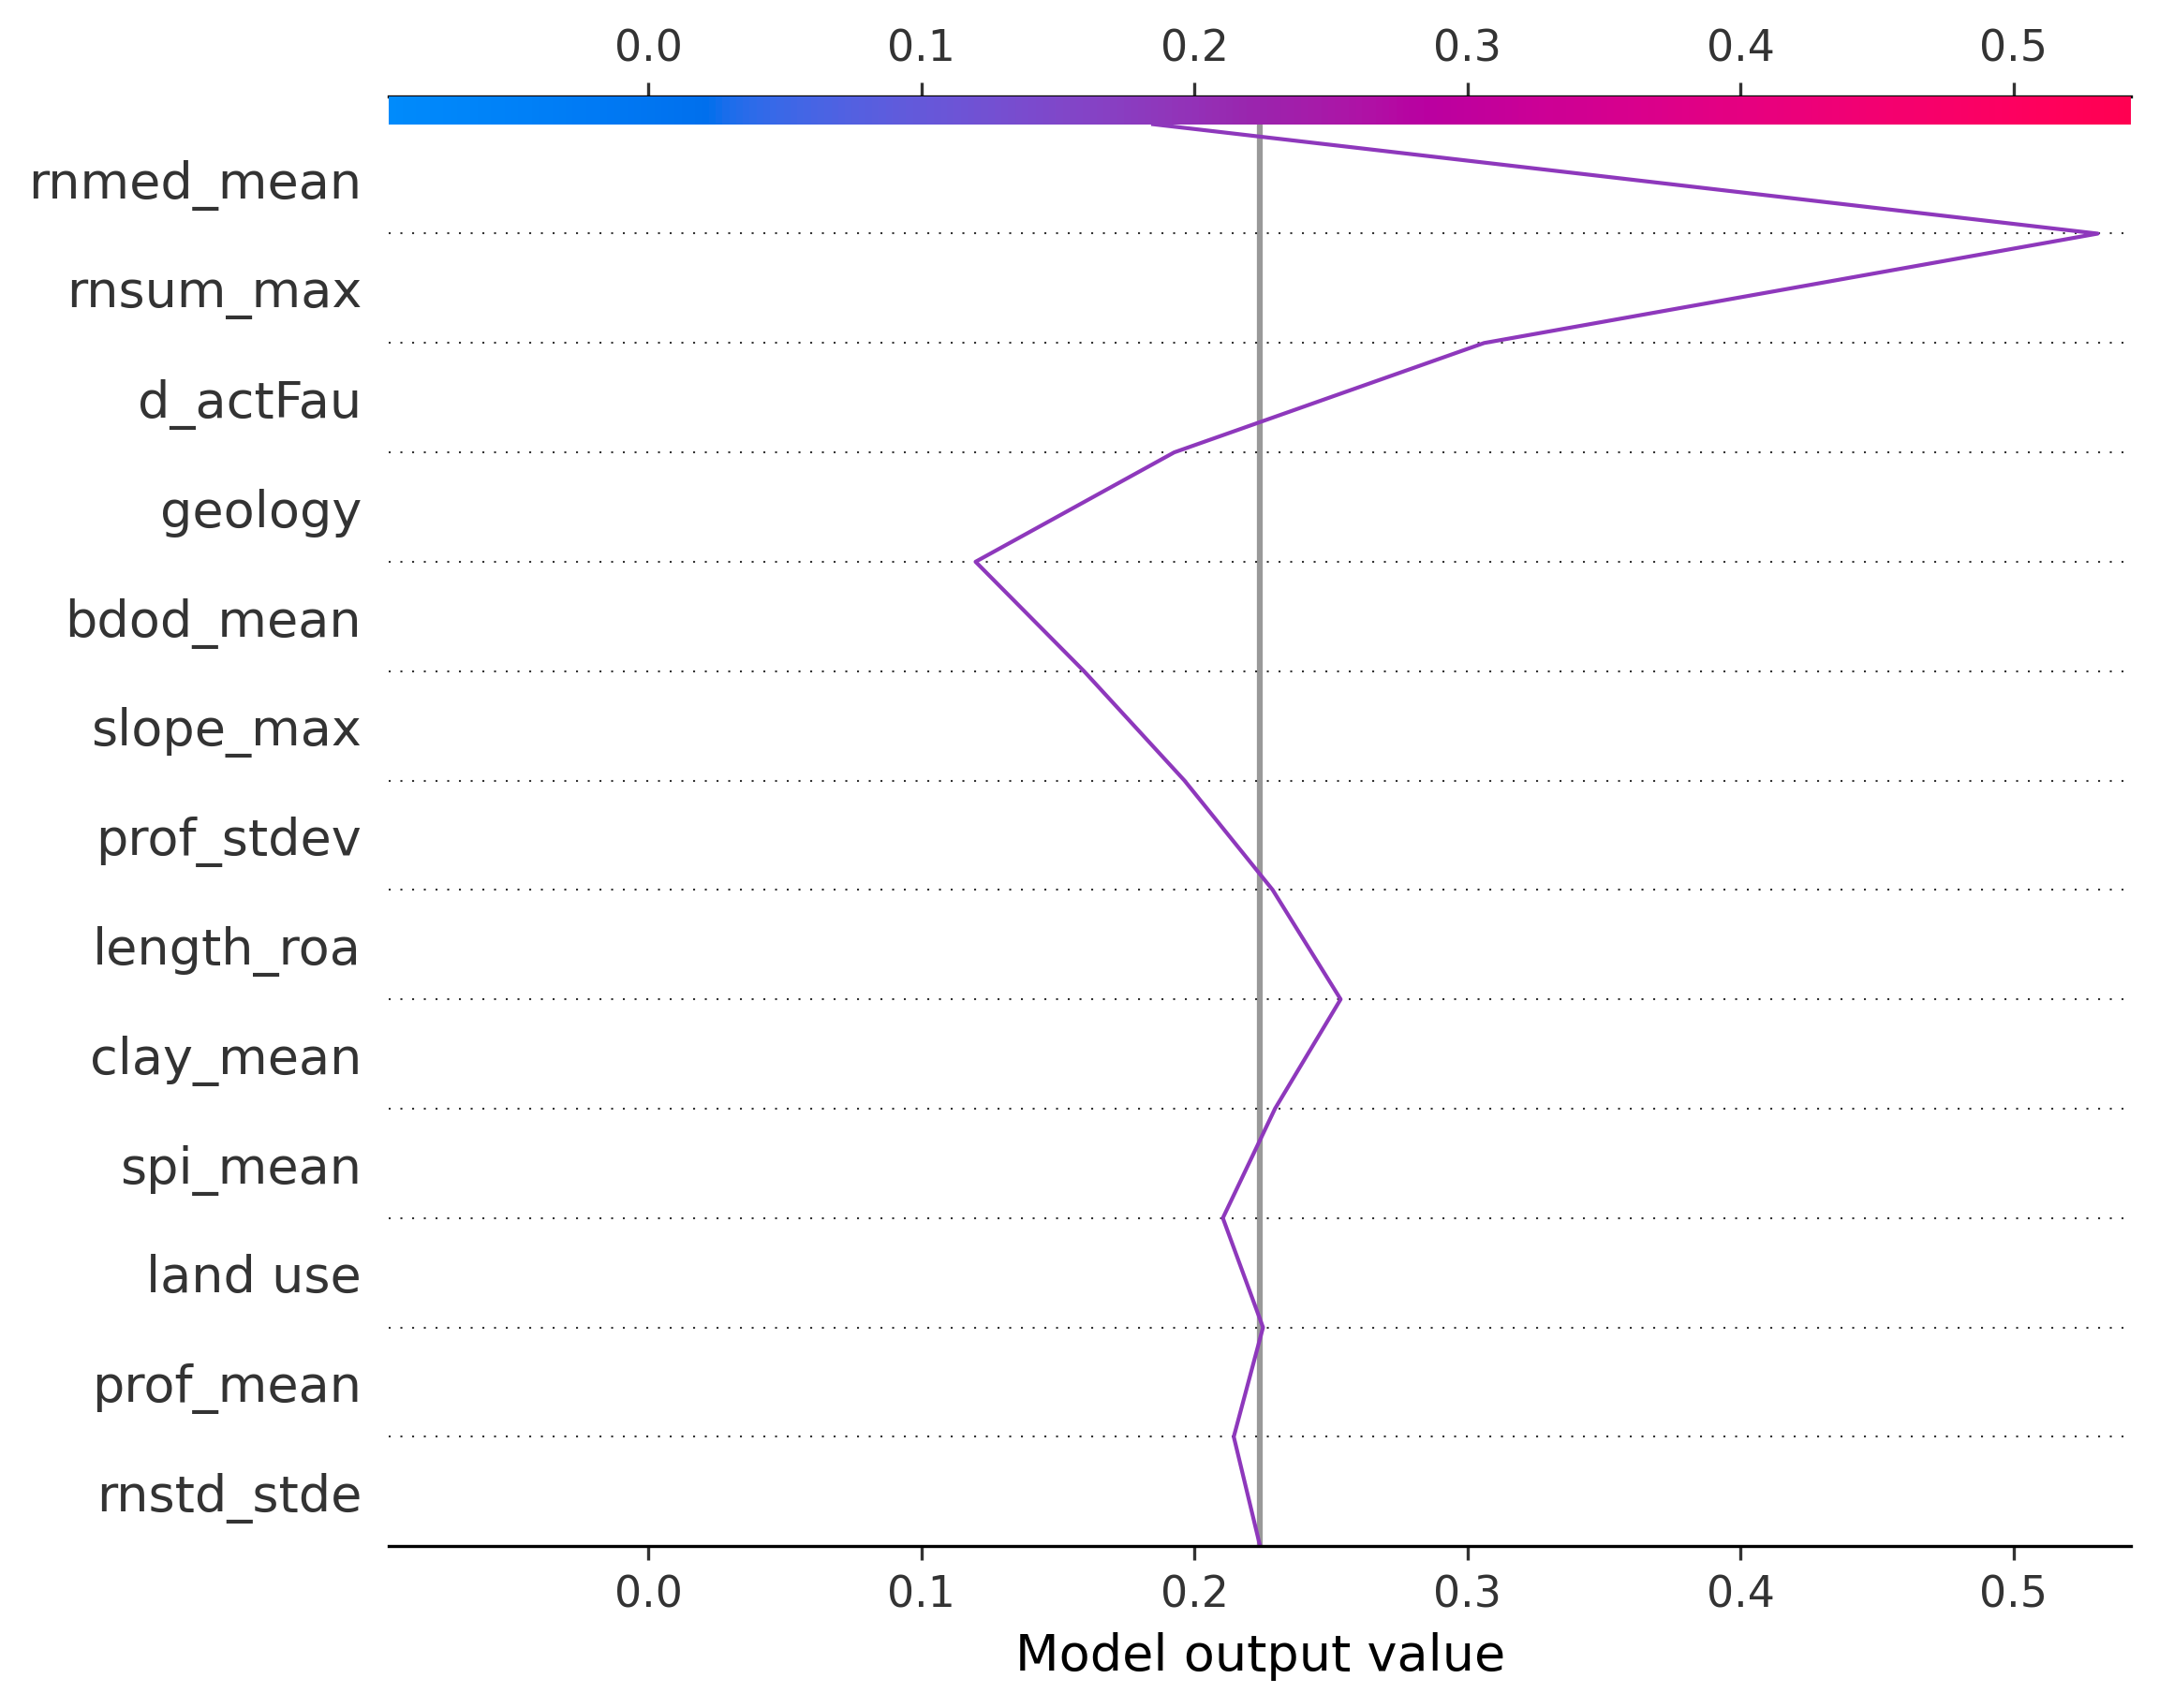 0.0 0.1 0.2 0.3 0.4 0.5
rnmed_mean
rnsum_max
d_actFau
geology
bdod_mean
slope_max
prof_stdev
length_roa
clay_mean
spi_mean
land use
prof_mean
rnstd_stde
0.0 0.1 0.2 0.3 0.4 0.5
Model output value